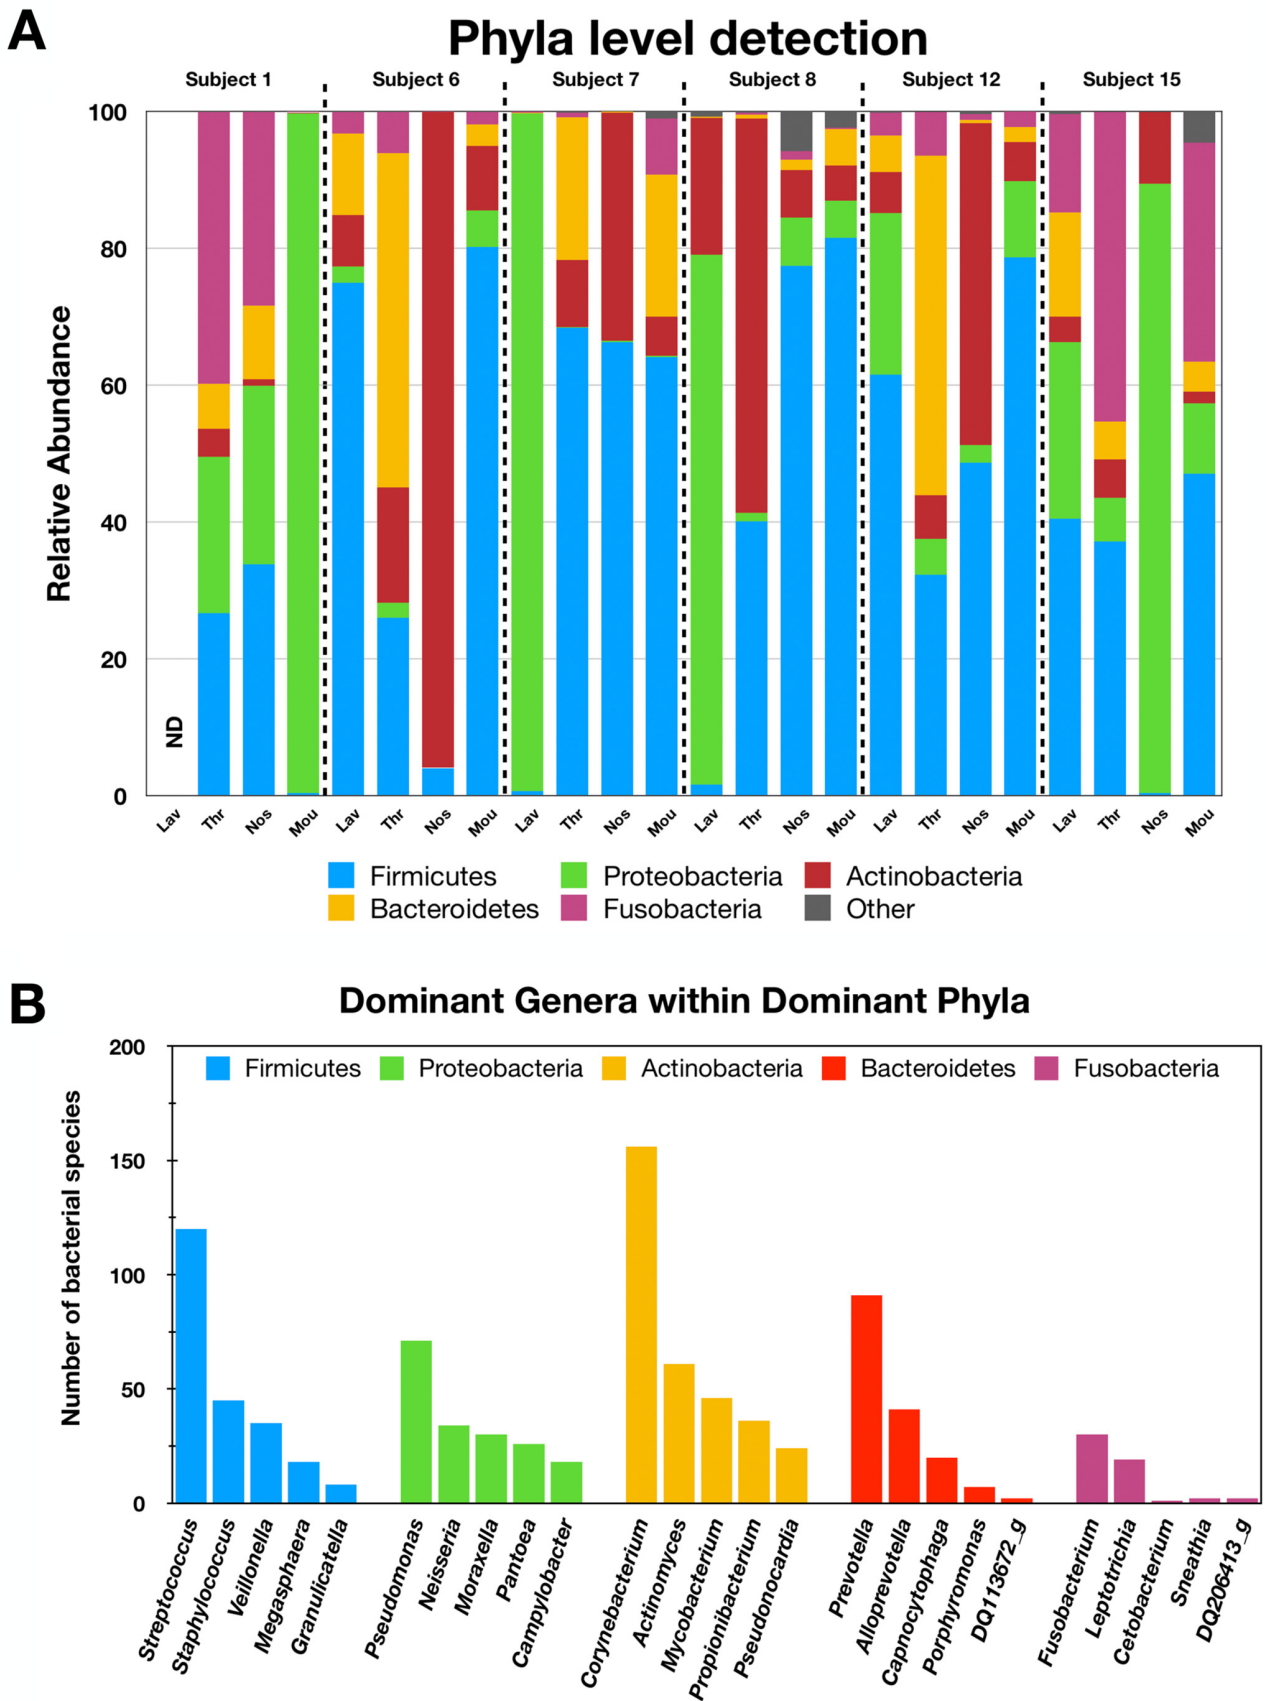 A
Phyla level detection
Subject 1 Subject 6 Subject 7 Subject 8 Subject 12 Subject 15
Relative Abundance
100
80
60
40
20
0
ND
Lav Thr Nos Mou Lav Thr Nos Mou Lav Thr Nos Mou Lav Thr Nos Mou Lav Thr Nos Mou Lav Thr Nos Mou
Firmicutes Proteobacteria Actinobacteria
Bacteroidetes Fusobacteria Other
B
Dominant Genera within Dominant Phyla
Number of bacterial species
200
150
100
50
0
Firmicutes Proteobacteria Actinobacteria Bacteroidetes Fusobacteria
Streptococcus
Staphylococcus
Veillonella
Megasphaera
Granulicatella
Pseudomonas
Neisseria
Moraxella
Pantoea
Campylobacter
Corynebacterium
Actinomyces
Mycobacterium
Propionibacterium
Pseudonocardia
Prevotella
Alloprevotella
Capnocytophaga
Porphyromonas
DQ113672_g
Fusobacterium
Leptotrichia
Cetobacterium
Sneathia
DQ206413_g